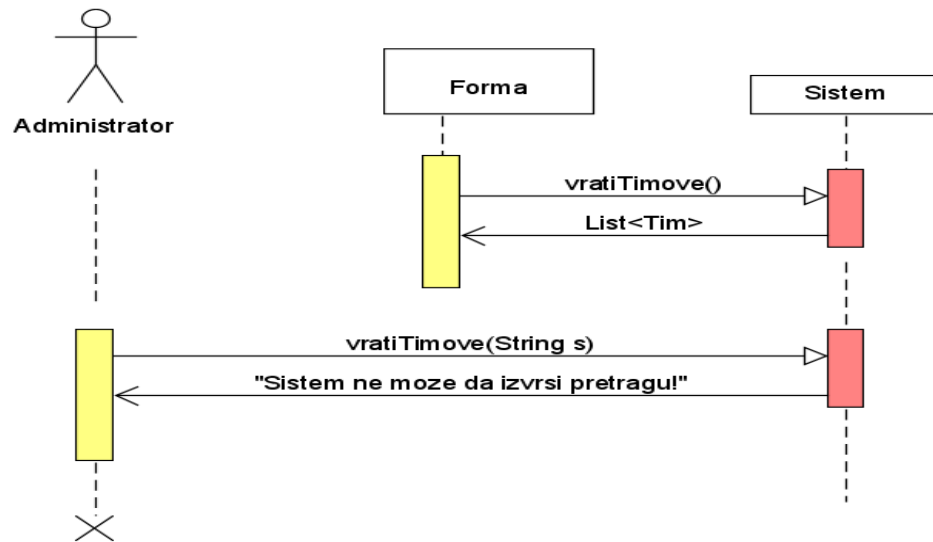 Administrator
Forma
Sistem
vratiTimove()
List<Tim>
vratiTimove(String s)
"Sistem ne moze da izvrsi pretragu!"